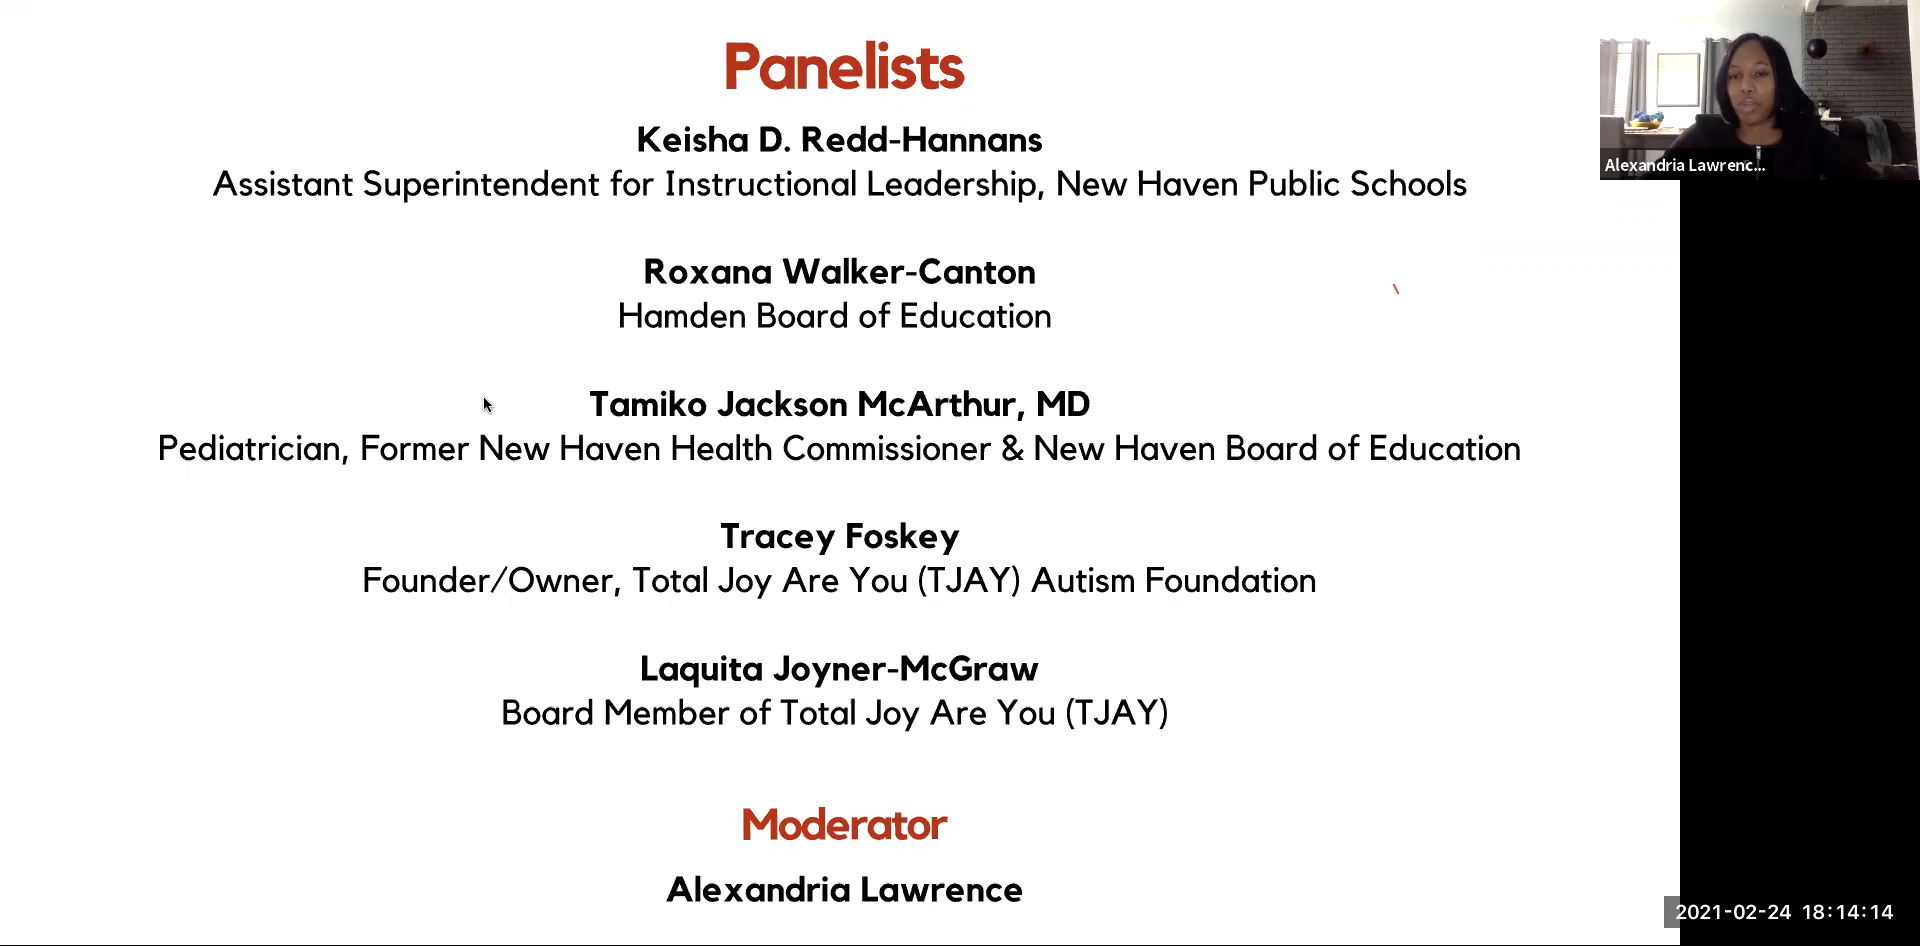 Panelists
Keisha D. Redd-Hannans
Assistant Superintendent for Instructional Leadership, New Haven Public Schools
Roxana Walker-Canton
Hamden Board of Education
Tamiko Jackson McArthur, MD
Pediatrician, Former New Haven Health Commissioner & New Haven Board of Education
Tracey Foskey
Founder/Owner, Total Joy Are You (TJAY) Autism Foundation
Laquita Joyner-McGraw
Board Member of Total Joy Are You (TJAY)
Moderator
Alexandria Lawrence
Alexandria Lawrenc...
2021-02-24 18:14:14